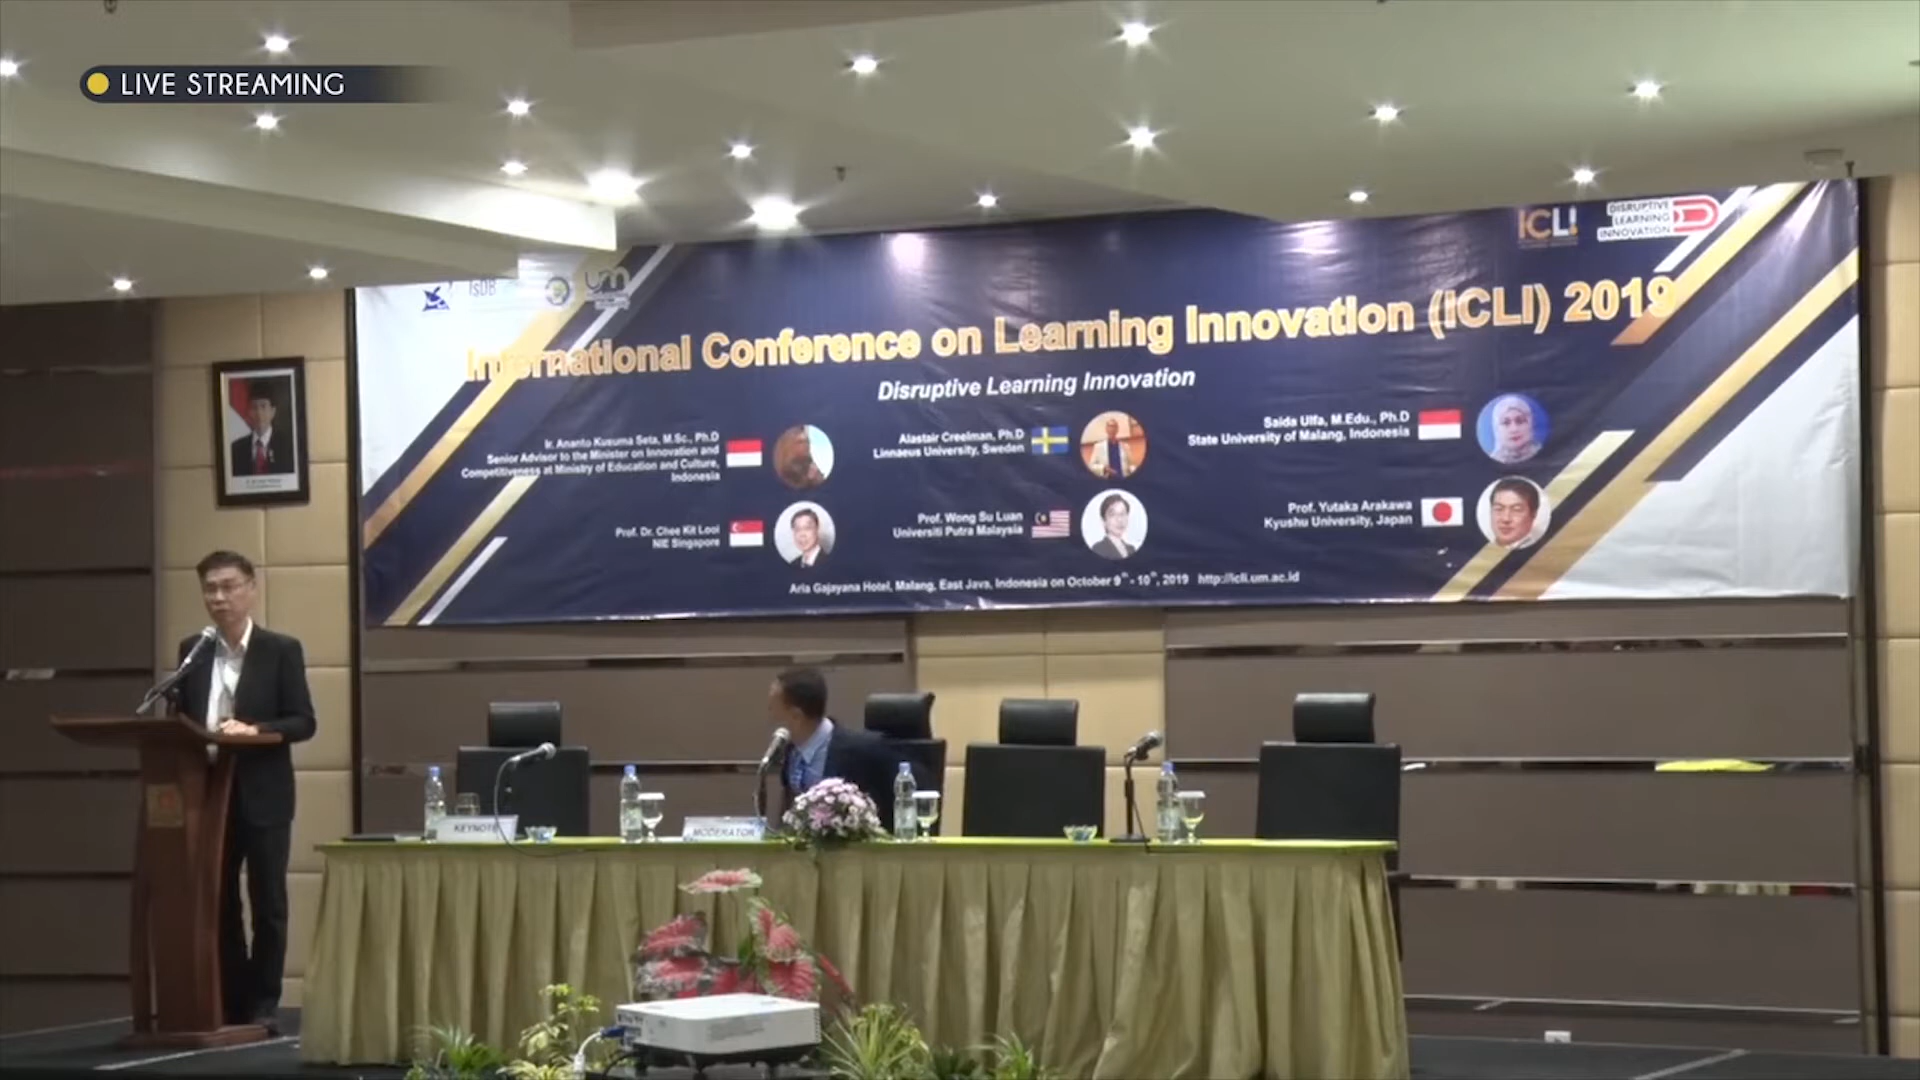 LIVE STREAMING
ICLI
DISRUPTIVE
LEARNING
INNOVATION
ISDB
um
International Conference on Learning Innovation (ICLI) 2019
Disruptive Learning Innovation
Ir. Ananto Kusuma Seta, M.Sc., Ph.D
Senior Advisor to the Minister on Innovation and
Competitiveness at Ministry of Education and Culture,
Indonesia
Alastair Creelman, Ph.D
Linnaeus University, Sweden
Saida Ulfa, M.Edu., Ph.D
State University of Malang, Indonesia
Prof. Dr. Chee Kit Looi
NIE Singapore
Prof. Wong Su Luan
Universiti Putra Malaysia
Prof. Yutaka Arakawa
Kyushu University, Japan
Aria Gajayana Hotel, Malang, East Java, Indonesia on October 9th - 10th, 2019 http://icli.um.ac.id
KEYNOTE
MODERATOR